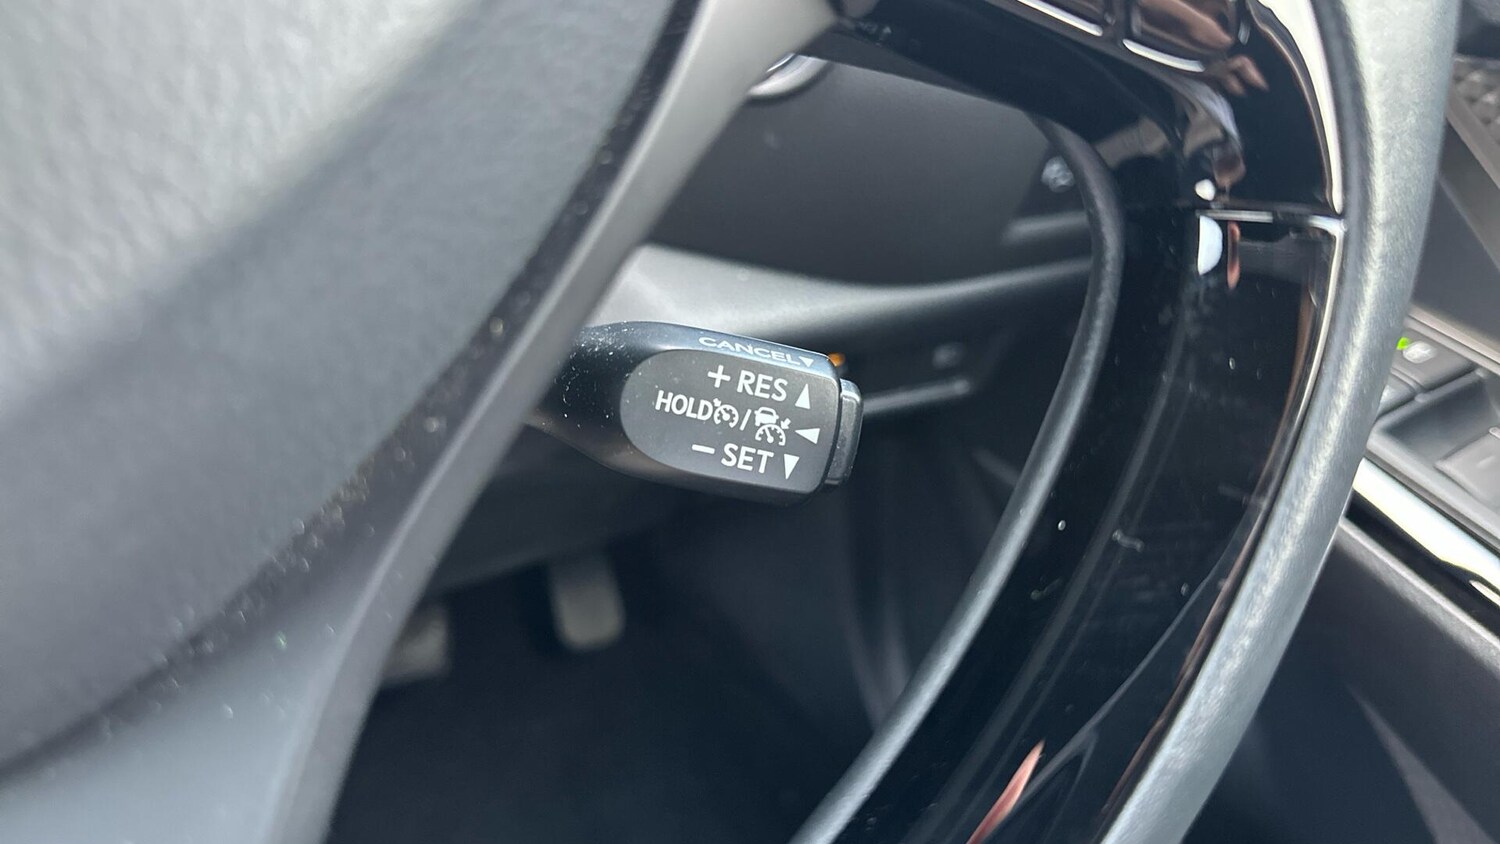 CANCEL▼
+ RES ▲
HOLD / ◀
− SET ▼